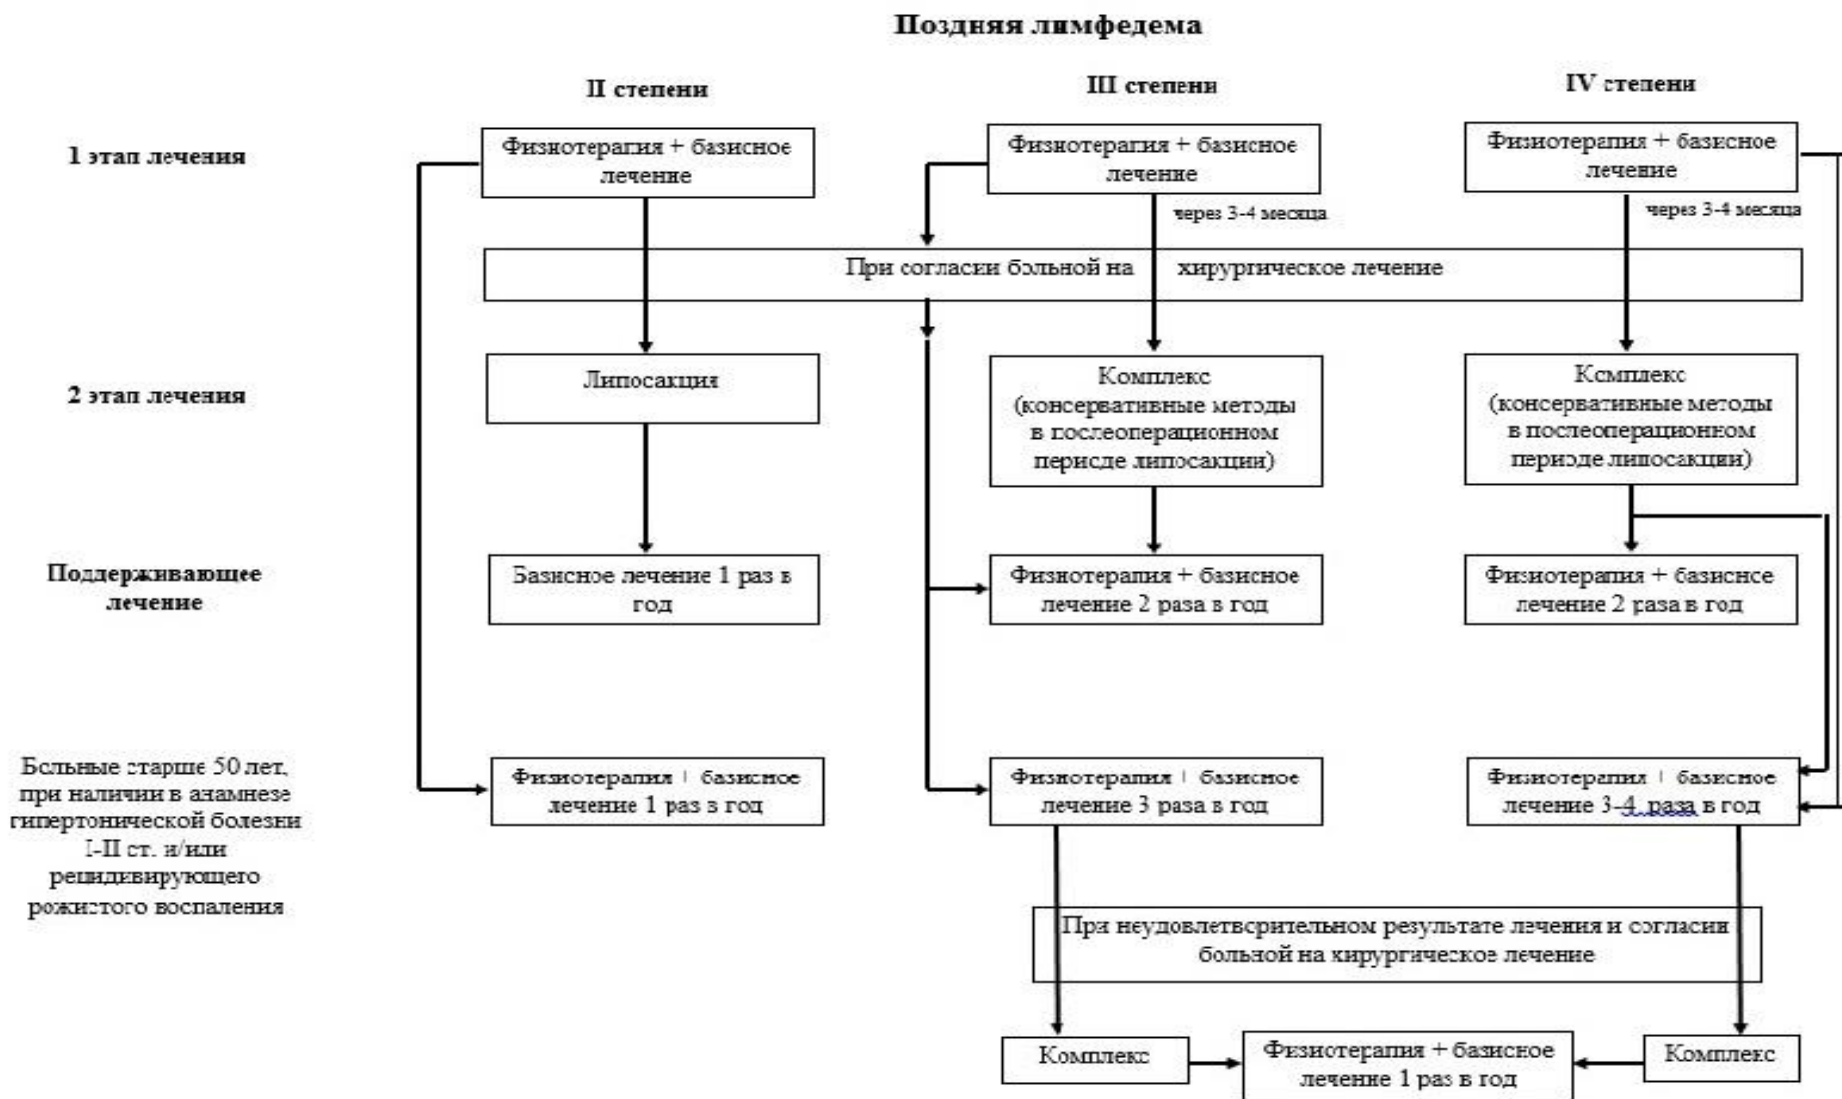 Поздняя лимфедема
II степени
III степени
IV степени
1 этап лечения
Физиотерапия + базисное
лечение
Физиотерапия + базисное
лечение
Физиотерапия + базисное
лечение
через 3-4 месяца
через 3-4 месяца
При согласии больной на хирургическое лечение
2 этап лечения
Липосакция
Комплекс
(консервативные методы
в послеоперационном
периоде липосакции)
Комплекс
(консервативные методы
в послеоперационном
периоде липосакции)
Поддерживающее
лечение
Базисное лечение 1 раз в
год
Физиотерапия + базисное
лечение 2 раза в год
Физиотерапия + базисное
лечение 2 раза в год
Больные старше 50 лет,
при наличии в анамнезе
гипертонической болезни
I-II ст. и/или
рецидивирующего
рожистого воспаления
Физиотерапия + базисное
лечение 1 раз в год
Физиотерапия + базисное
лечение 3 раза в год
Физиотерапия + базисное
лечение 3-4 раза в год
При неудовлетворительном результате лечения и согласии
больной на хирургическое лечение
Комплекс
Физиотерапия + базисное
лечение 1 раз в год
Комплекс